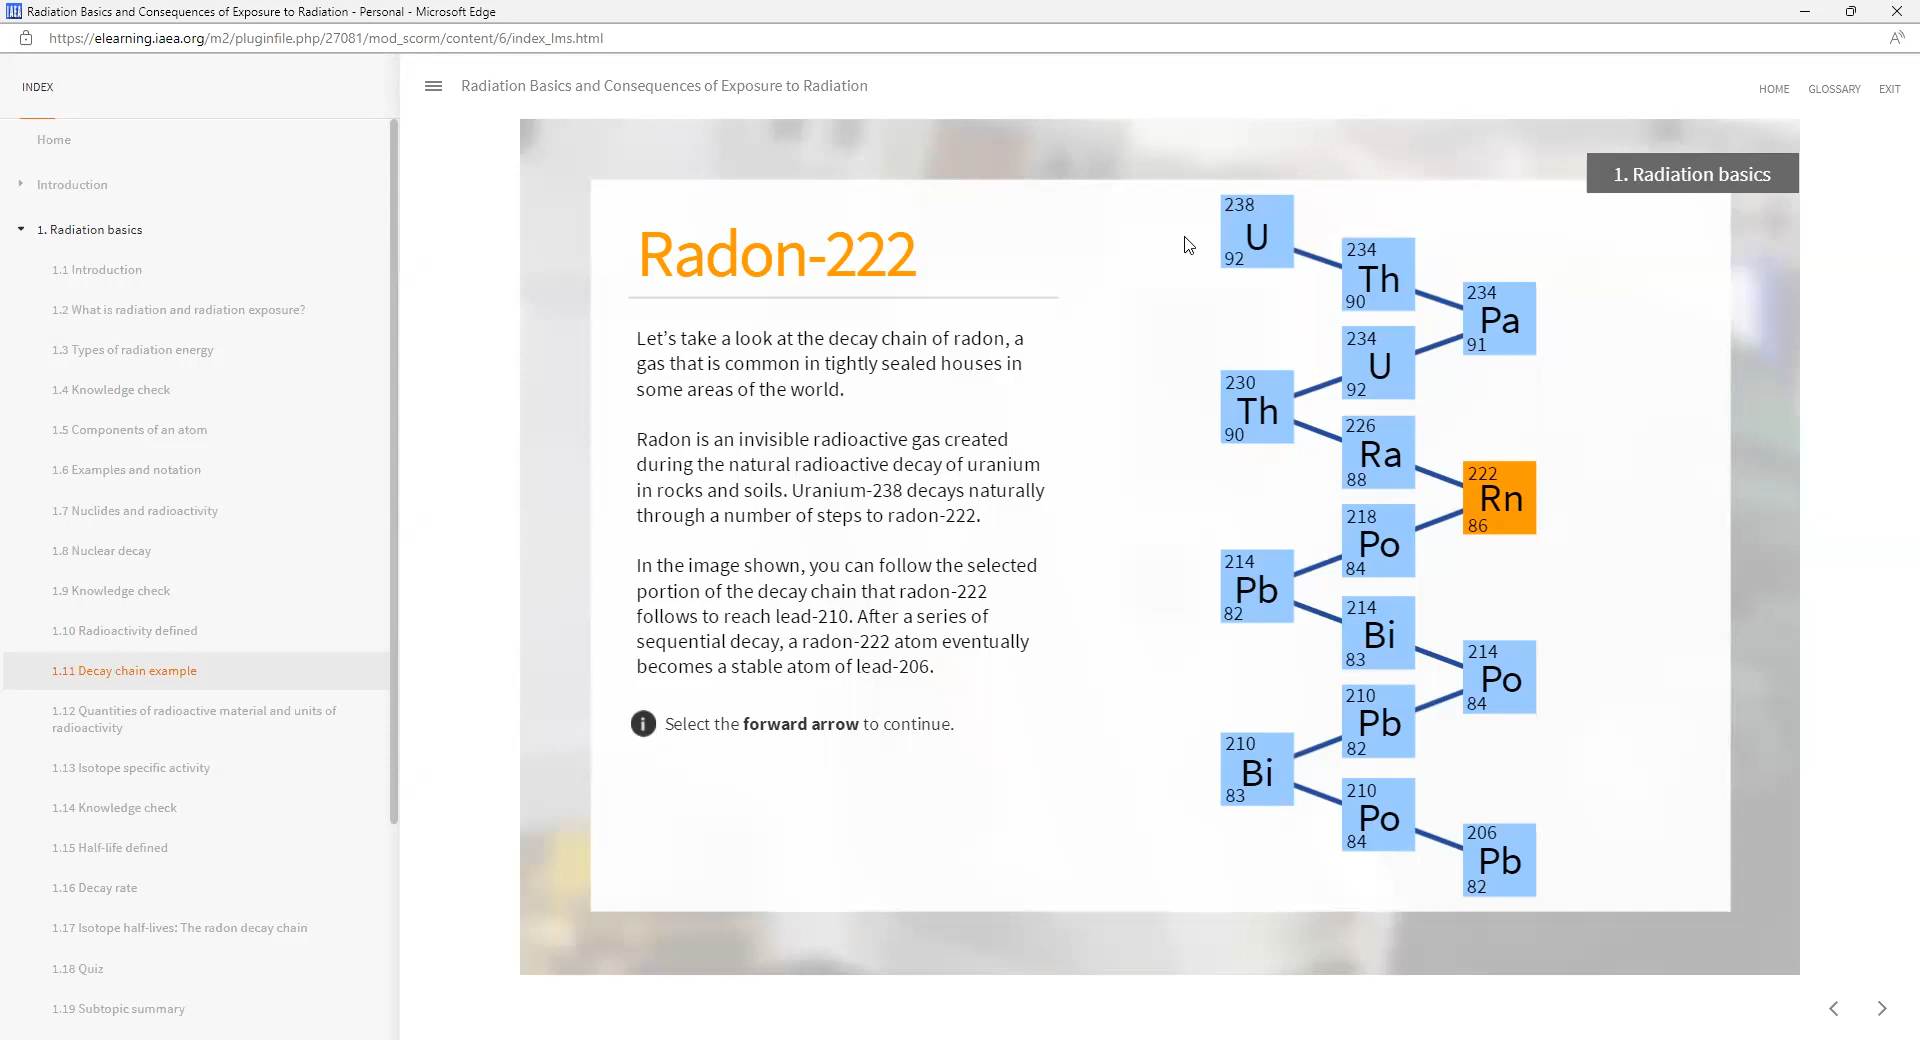 Radiation Basics and Consequences of Exposure to Radiation - Personal - Microsoft Edge
https://elearning.iaea.org/m2/pluginfile.php/27081/mod_scorm/content/6/index_lms.html
INDEX
Radiation Basics and Consequences of Exposure to Radiation
HOME
GLOSSARY
EXIT
Home
Introduction
1. Radiation basics
1.1 Introduction
1.2 What is radiation and radiation exposure?
1.3 Types of radiation energy
1.4 Knowledge check
1.5 Components of an atom
1.6 Examples and notation
1.7 Nuclides and radioactivity
1.8 Nuclear decay
1.9 Knowledge check
1.10 Radioactivity defined
1.11 Decay chain example
1.12 Quantities of radioactive material and units of
radioactivity
1.13 Isotope specific activity
1.14 Knowledge check
1.15 Half-life defined
1.16 Decay rate
1.17 Isotope half-lives: The radon decay chain
1.18 Quiz
1.19 Subtopic summary
1. Radiation basics
Radon-222
Let’s take a look at the decay chain of radon, a
gas that is common in tightly sealed houses in
some areas of the world.
Radon is an invisible radioactive gas created
during the natural radioactive decay of uranium
in rocks and soils. Uranium-238 decays naturally
through a number of steps to radon-222.
In the image shown, you can follow the selected
portion of the decay chain that radon-222
follows to reach lead-210. After a series of
sequential decay, a radon-222 atom eventually
becomes a stable atom of lead-206.
i Select the forward arrow to continue.
238
U
92
234
Th
90
234
Pa
91
234
U
92
230
Th
90
226
Ra
88
222
Rn
86
218
Po
84
214
Pb
82
214
Bi
83
214
Po
84
210
Pb
82
210
Bi
83
210
Po
84
206
Pb
82